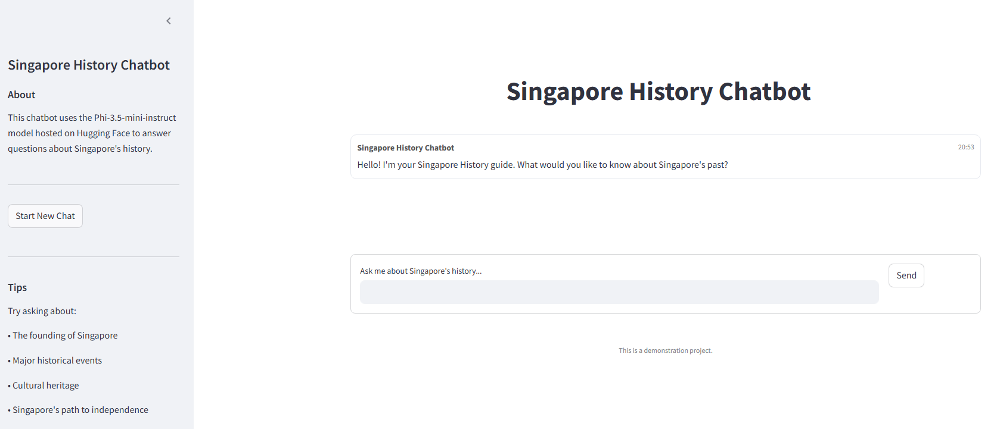 Singapore History Chatbot
About
This chatbot uses the Phi-3.5-mini-instruct
model hosted on Hugging Face to answer
questions about Singapore's history.
Start New Chat
Tips
Try asking about:
• The founding of Singapore
• Major historical events
• Cultural heritage
• Singapore's path to independence
Singapore History Chatbot
Singapore History Chatbot 20:53
Hello! I'm your Singapore History guide. What would you like to know about Singapore's past?
Ask me about Singapore's history...
Send
This is a demonstration project.